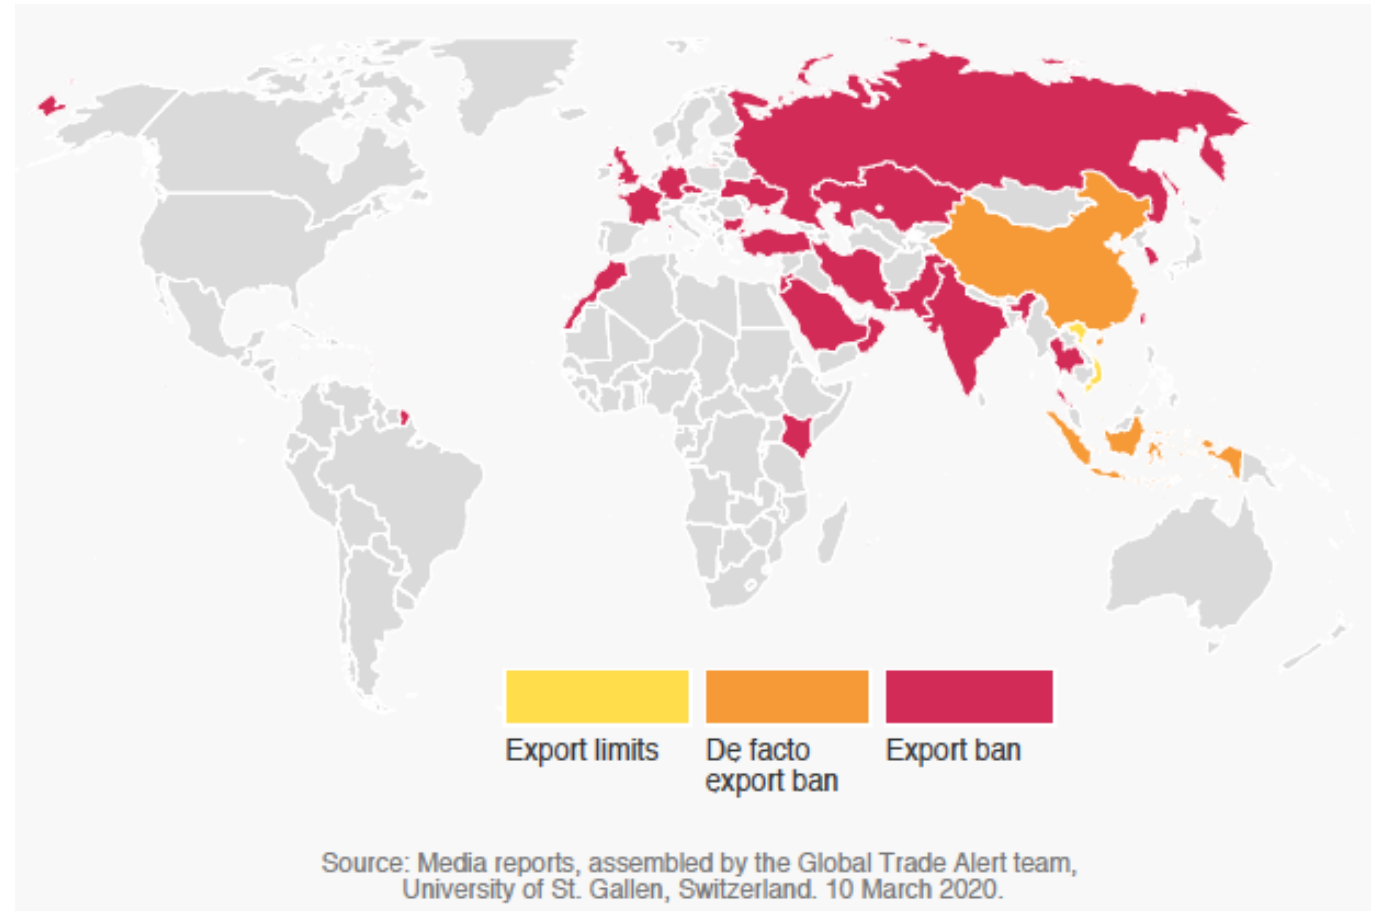 Export limits
De facto
export ban
Export ban
Source: Media reports, assembled by the Global Trade Alert team,
University of St. Gallen, Switzerland. 10 March 2020.